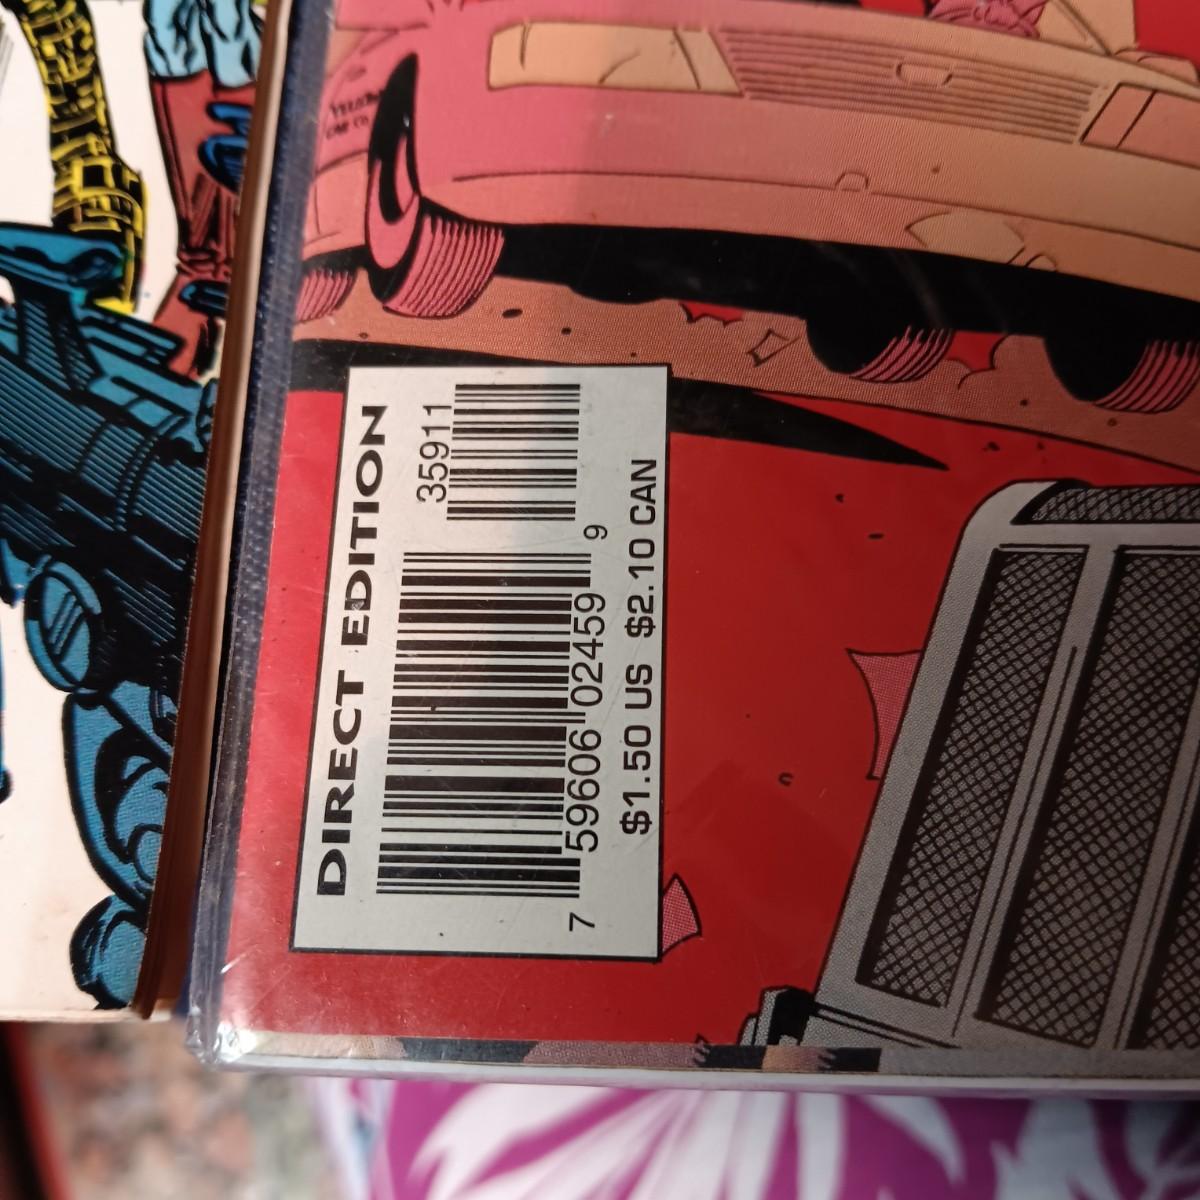 DIRECT EDITION
35911
7 59606 02459 9
$1.50 US $2.10 CAN